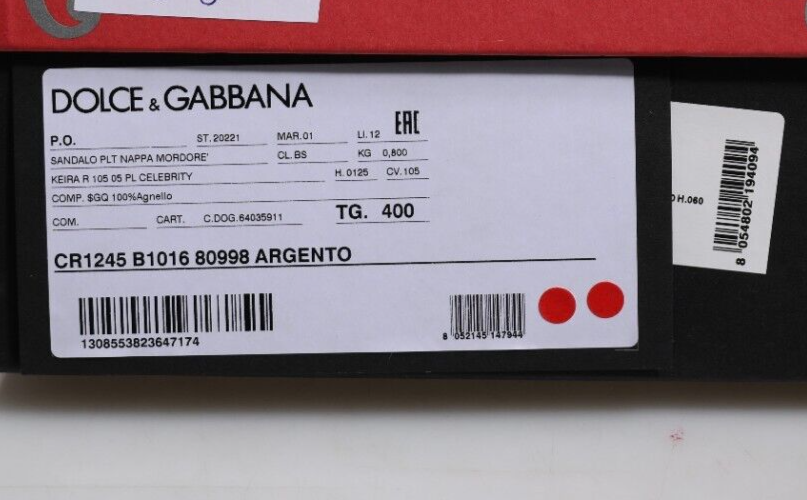 DOLCE & GABBANA
P.O. ST. 20221 MAR.01 LI. 12 EAC
SANDALO PLT NAPPA MORDORE' CL. BS KG 0,800
KEIRA R 105 05 PL CELEBRITY H. 0125 CV. 105
COMP. $GQ 100%Agnello
COM. CART. C.DOG.64035911 TG. 400
CR1245 B1016 80998 ARGENTO
1308553823647174
8 052145 147944
H.060
8 054802 194094